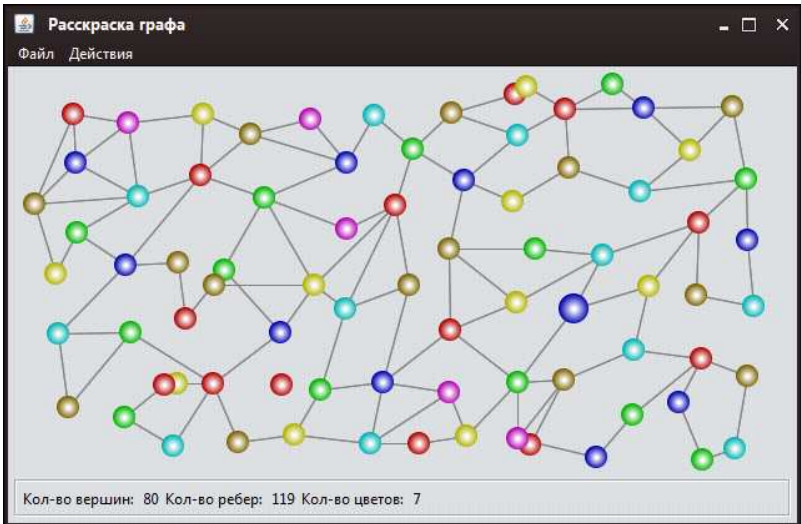 Расскраска графа
Файл Действия
Кол-во вершин: 80 Кол-во ребер: 119 Кол-во цветов: 7